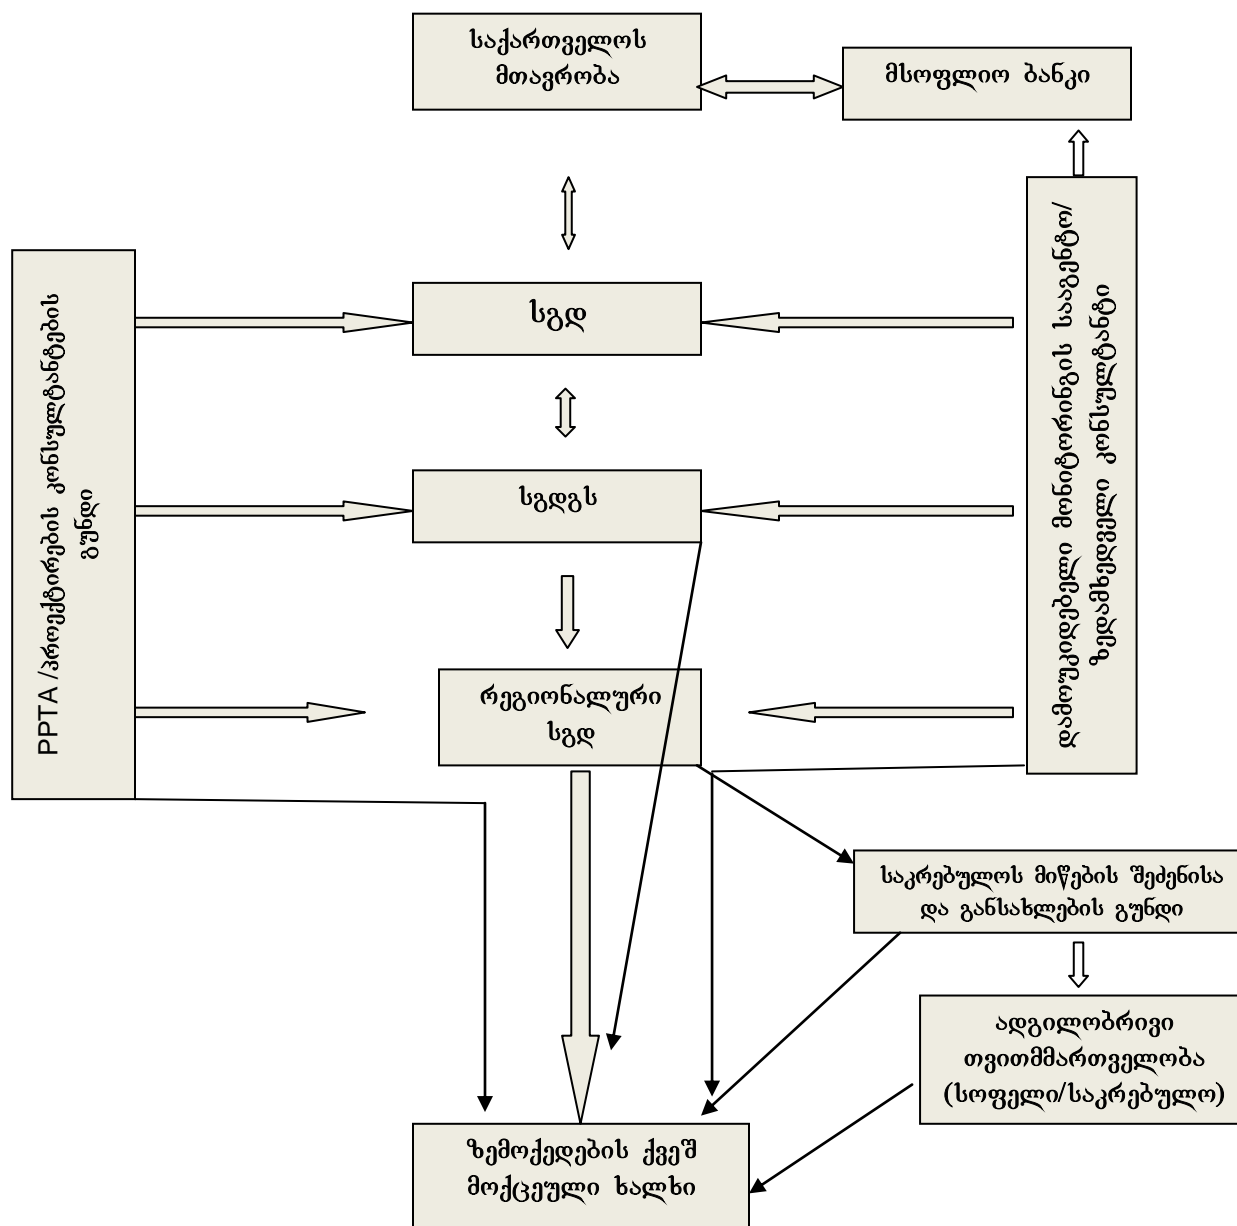 საქართველოს
მთავრობა
მსოფლიო ბანკი
სგდ
სგდგს
რეგიონალური
სგდ
PPTA /პროექტირების კონსულტანტების
გუნდი
დამოუკიდებელი მონიტორინგის სააგენტო/
ზედამხედველი კონსულტანტი
საკრებულოს მიწების შეძენისა
და განსახლების გუნდი
ადგილობრივი
თვითმმართველობა
(სოფელი/საკრებულო)
ზემოქედების ქვეშ
მოქცეული ხალხი